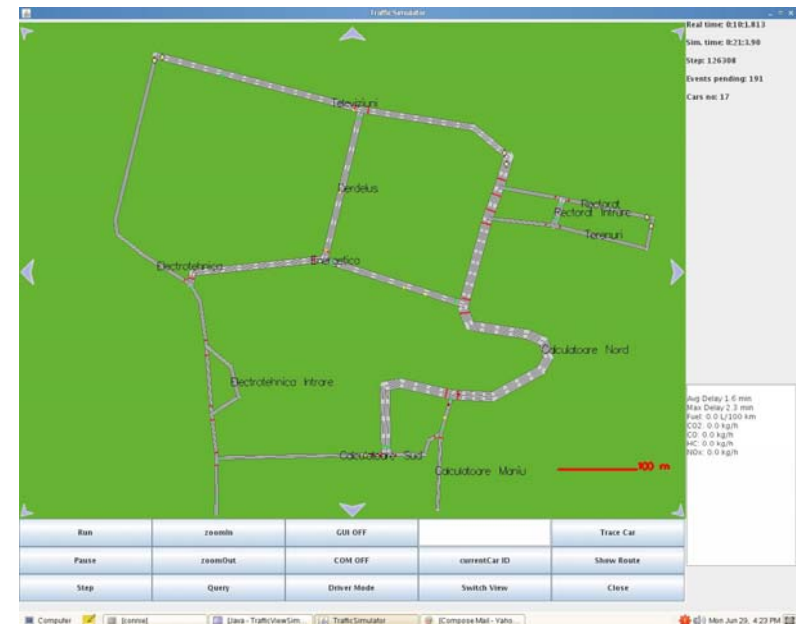 TrafficSimulator
Real time: 0:10:1.813
Sim. time: 0:21:3.90
Step: 126308
Events pending: 191
Cars no: 17
Televiziuni
Derdelus
Rectorat
Rectorat Intrare
Terenuri
Energetica
Electrotehnica
Calculatoare Nord
Electrotehnica Intrare
Calculatoare Sud
Calculatoare Maniu
100 m
Avg Delay 1.6 min
Max Delay 2.3 min
Fuel: 0.0 L/100 km
CO2: 0.0 kg/h
CO: 0.0 kg/h
HC: 0.0 kg/h
NOx: 0.0 kg/h
Run zoomIn GUI OFF Trace Car
Pause zoomOut COM OFF currentCar ID Show Route
Step Query Driver Mode Switch View Close
Computer [connie] [Java - TrafficViewSim... TrafficSimulator [Compose Mail - Yaho... Mon Jun 29, 4:23 PM